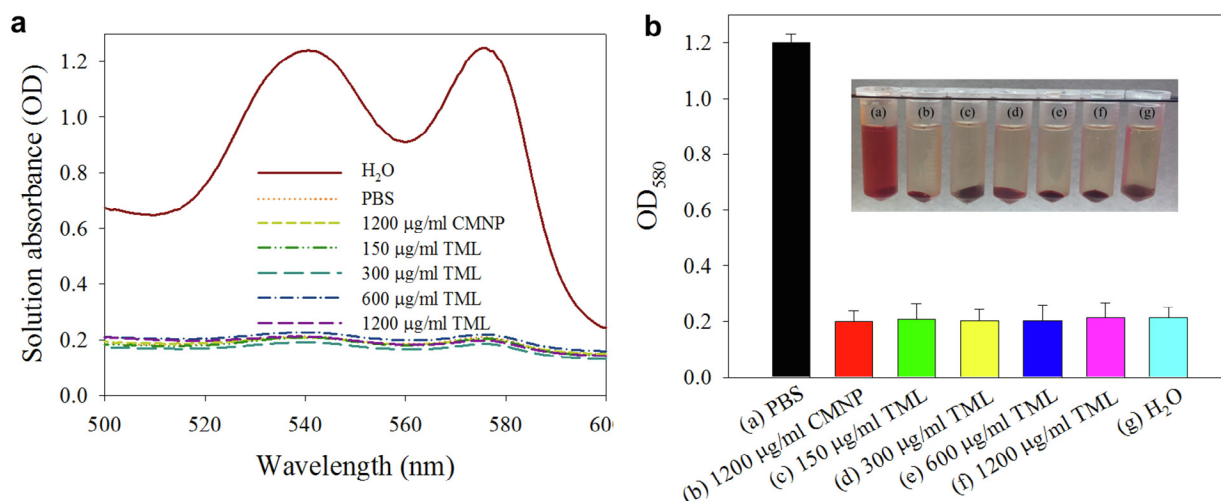 a
Solution absorbance (OD)
1.2
1.0
0.8
0.6
0.4
0.2
0.0
H₂O
PBS
1200 µg/ml CMNP
150 µg/ml TML
300 µg/ml TML
600 µg/ml TML
1200 µg/ml TML
500 520 540 560 580 600
Wavelength (nm)
b
OD₅₈₀
1.2
1.0
0.8
0.6
0.4
0.2
0.0
(a) (b) (c) (d) (e) (f) (g)
(a) PBS
(b) 1200 µg/ml CMNP
(c) 150 µg/ml TML
(d) 300 µg/ml TML
(e) 600 µg/ml TML
(f) 1200 µg/ml TML
(g) H₂O